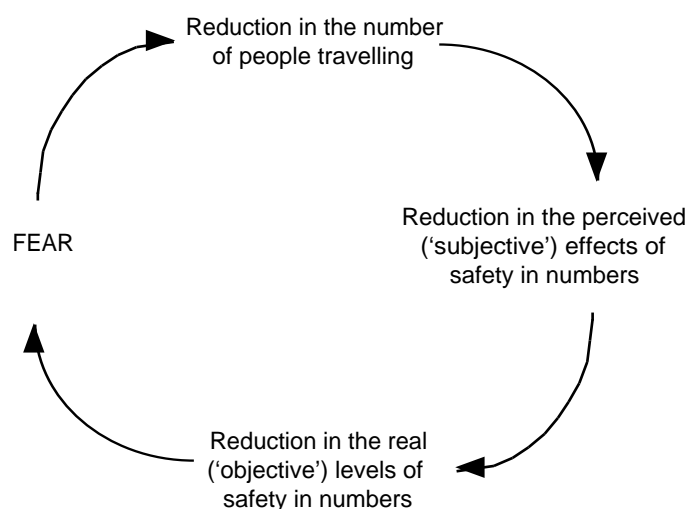 Reduction in the number
of people travelling
Reduction in the perceived
(‘subjective’) effects of
safety in numbers
Reduction in the real
(‘objective’) levels of
safety in numbers
FEAR